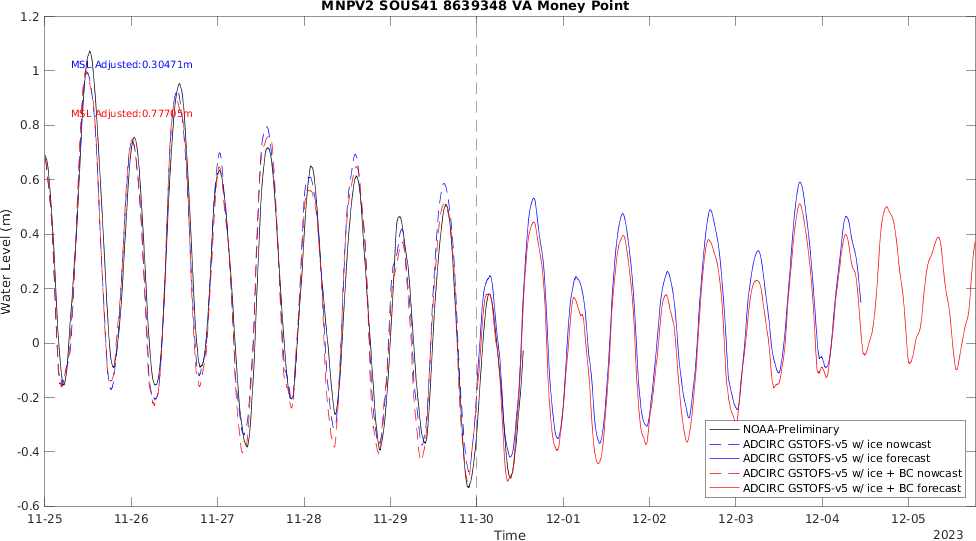 MNPV2 SOUS41 8639348 VA Money Point
1.2
1
0.8
0.6
0.4
0.2
0
-0.2
-0.4
-0.6
Water Level (m)
MSL Adjusted:0.30471m
MSL Adjusted:0.77705m
NOAA-Preliminary
ADCIRC GSTOFS-v5 w/ ice nowcast
ADCIRC GSTOFS-v5 w/ ice forecast
ADCIRC GSTOFS-v5 w/ ice + BC nowcast
ADCIRC GSTOFS-v5 w/ ice + BC forecast
11-25 11-26 11-27 11-28 11-29 11-30 12-01 12-02 12-03 12-04 12-05
Time
2023